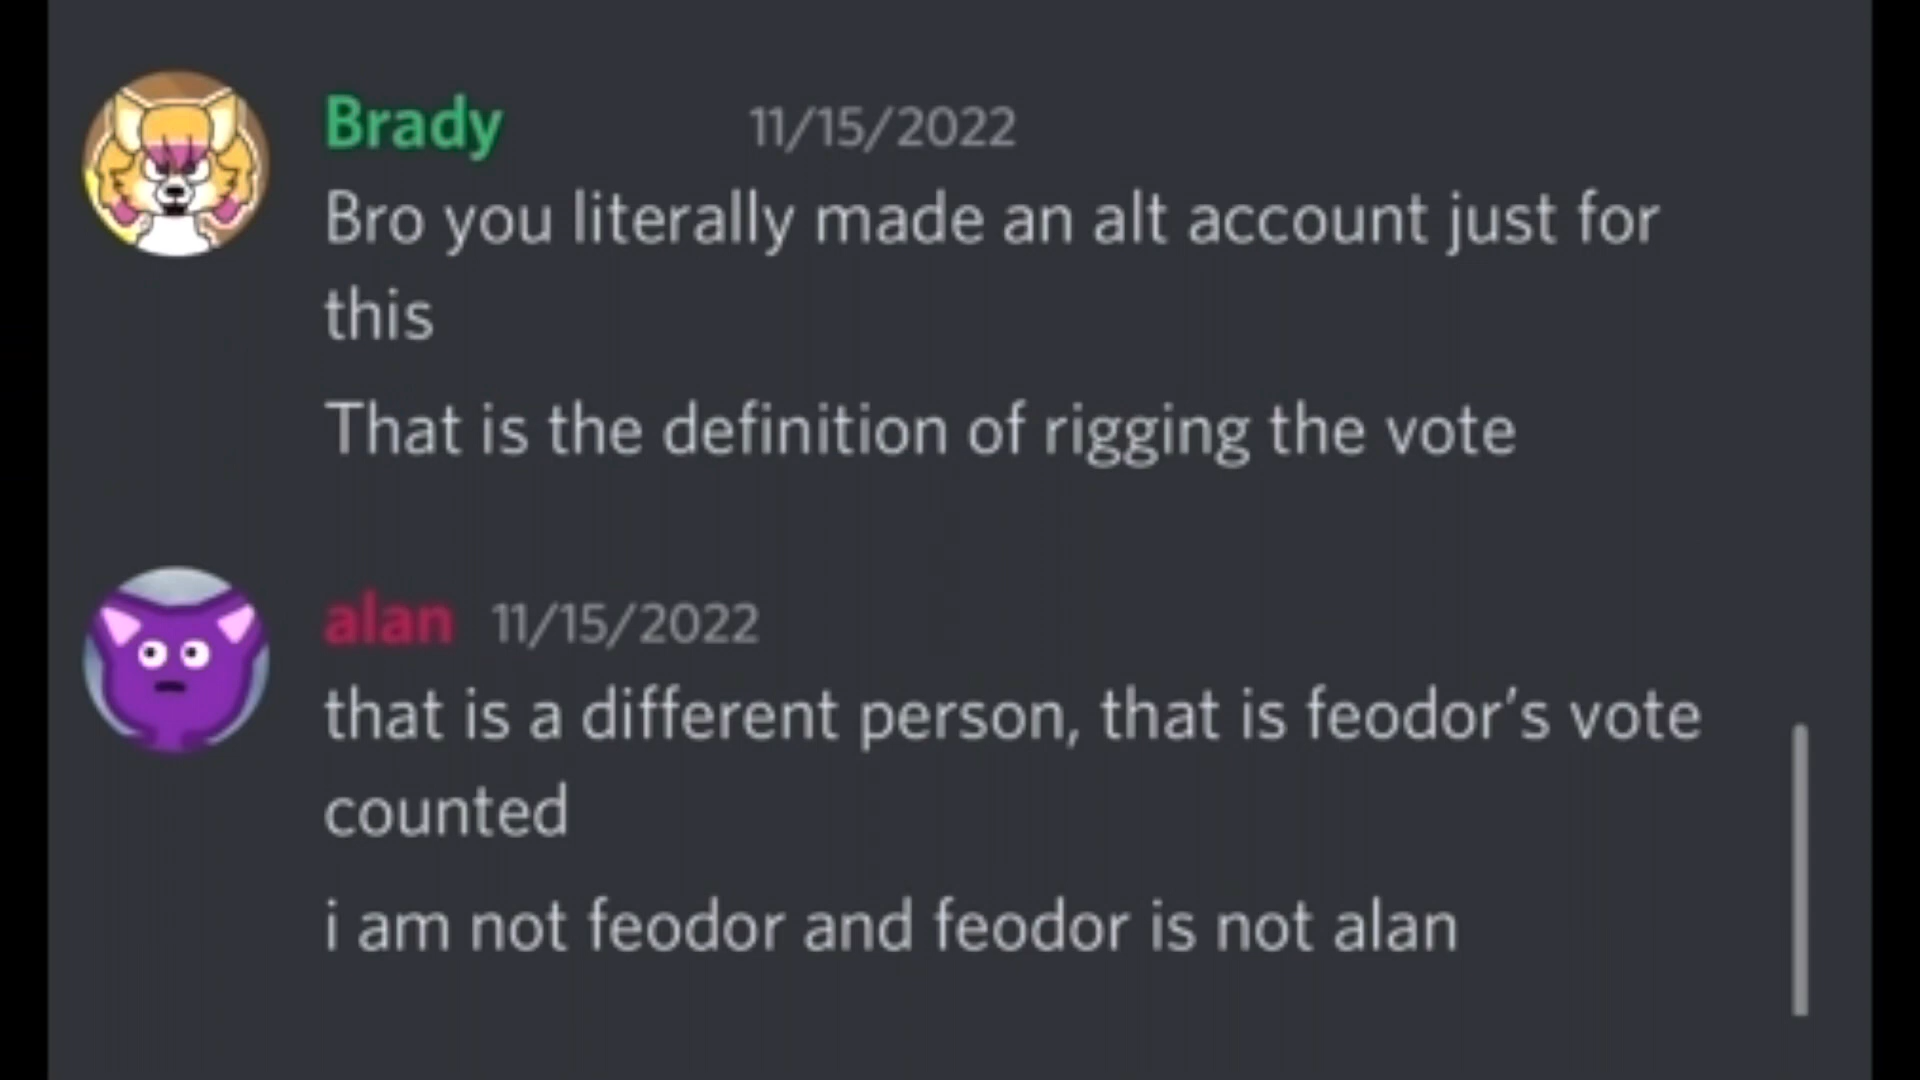 Brady 11/15/2022
Bro you literally made an alt account just for
this
That is the definition of rigging the vote
alan 11/15/2022
that is a different person, that is feodor’s vote
counted
i am not feodor and feodor is not alan